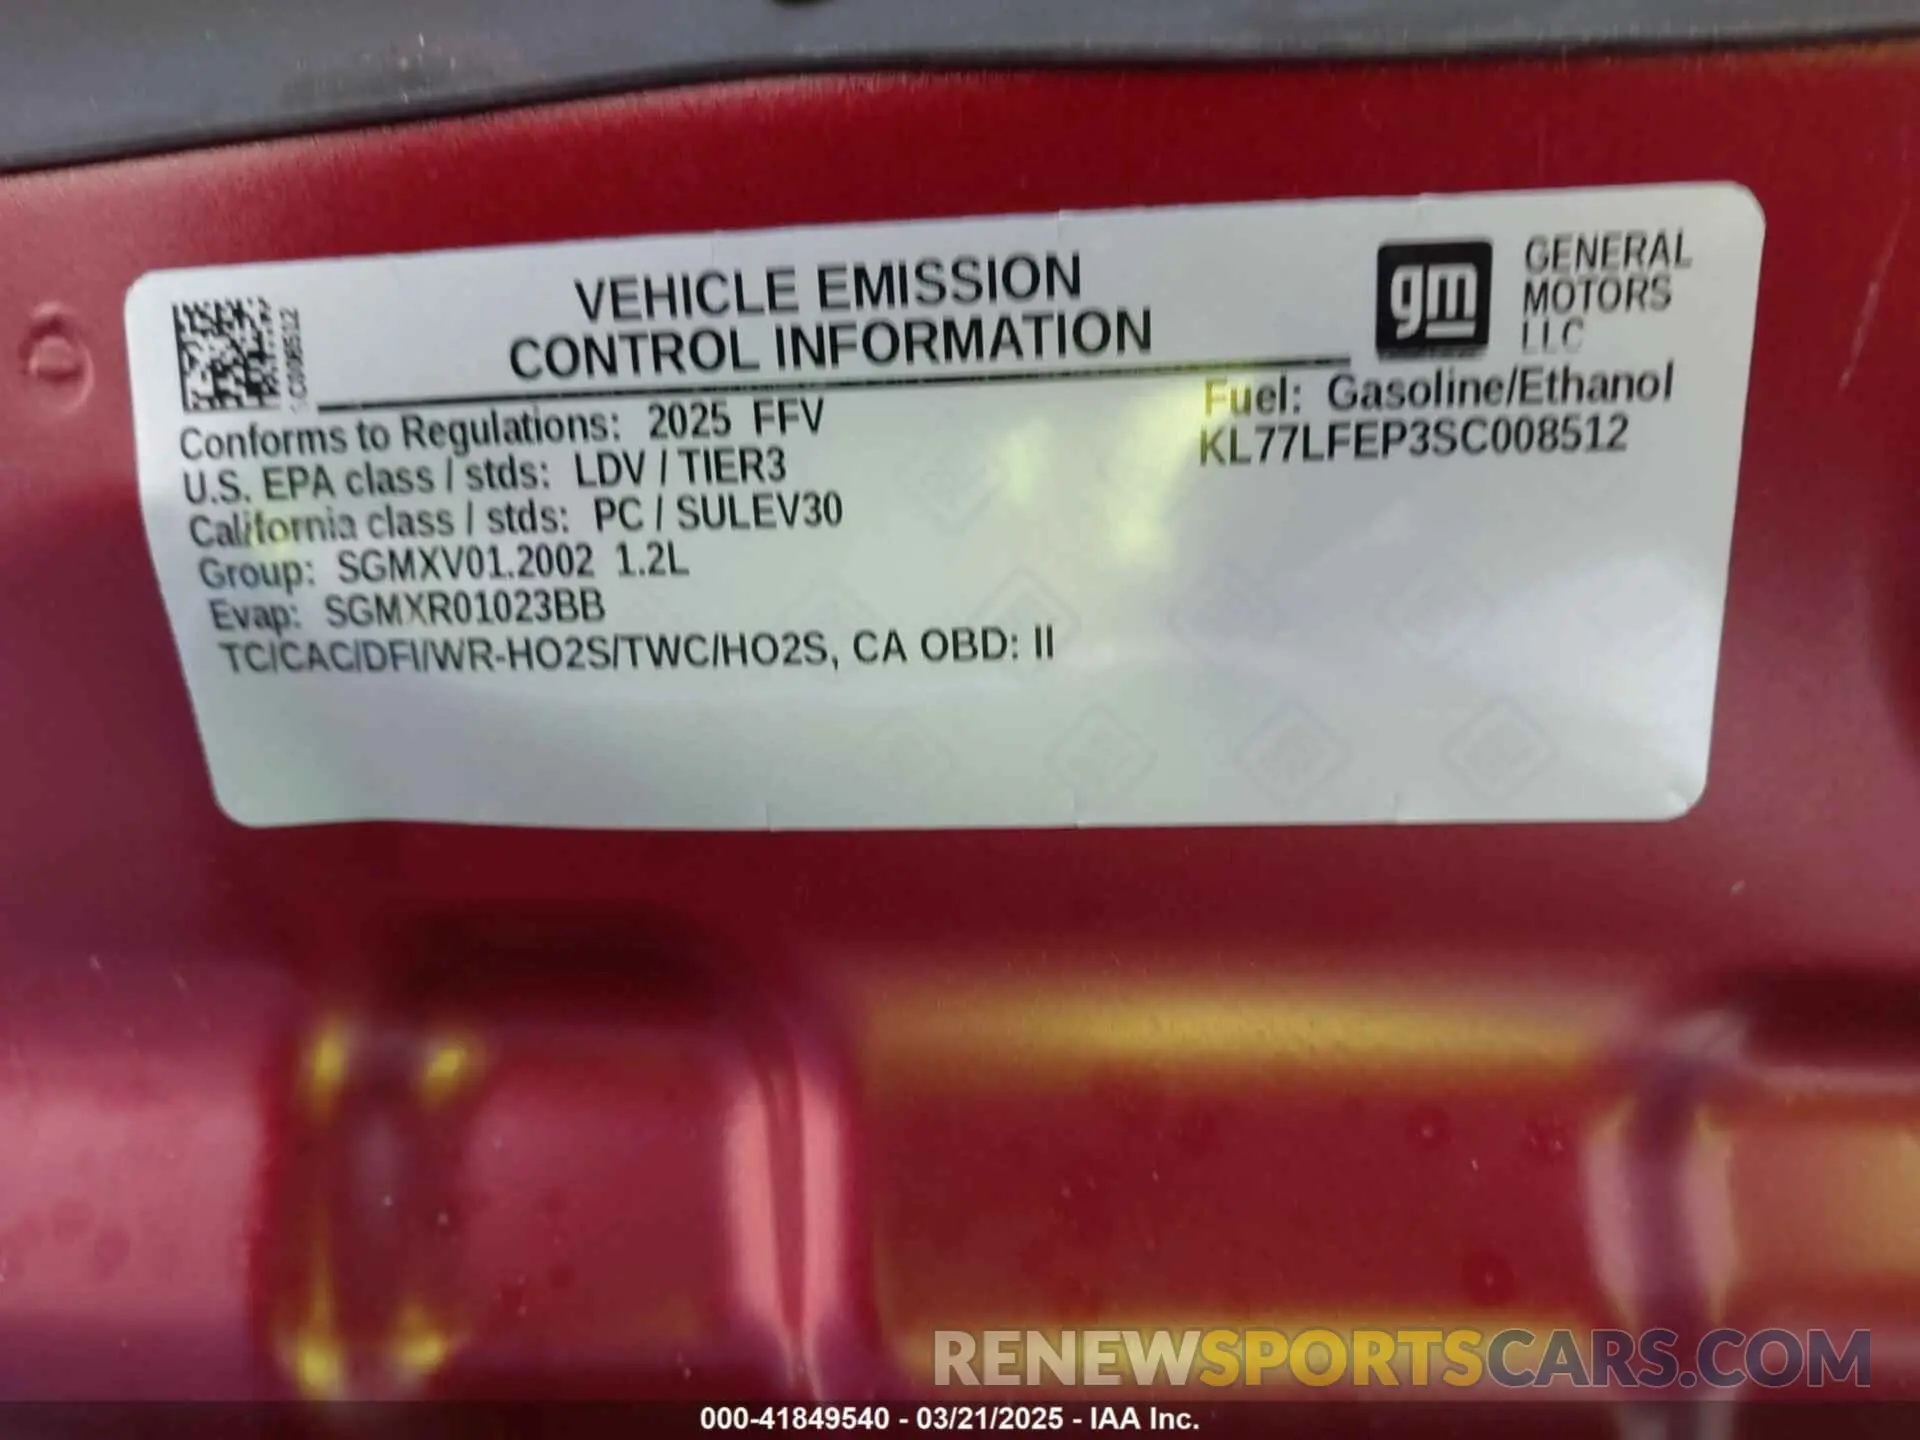 SC008512
VEHICLE EMISSION
CONTROL INFORMATION
gm
GENERAL
MOTORS
LLC
Conforms to Regulations: 2025 FFV
Fuel: Gasoline/Ethanol
U.S. EPA class / stds: LDV / TIER3
KL77LFEP3SC008512
California class / stds: PC / SULEV30
Group: SGMXV01.2002 1.2L
Evap: SGMXR01023BB
TC/CAC/DFI/WR-HO2S/TWC/HO2S, CA OBD: II
RENEWSPORTSCARS.COM
000-41849540 - 03/21/2025 - IAA Inc.